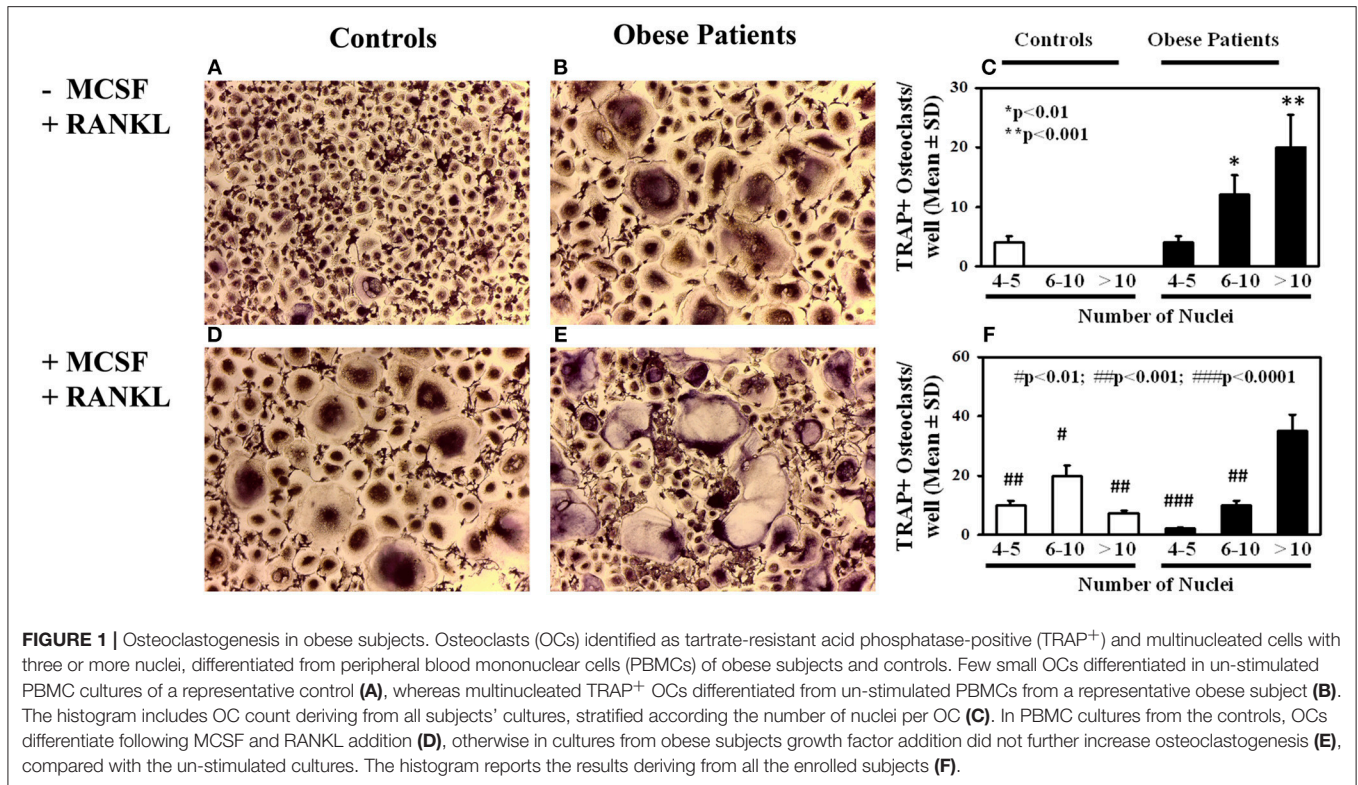 Controls
Obese Patients
- MCSF
+ RANKL
+ MCSF
+ RANKL
A
B
D
E
Controls
Obese Patients
C
TRAP+ Osteoclasts/
well (Mean ± SD)
30
20
10
0
*p<0.01
**p<0.001
*
**
4-5 6-10 >10 4-5 6-10 >10
Number of Nuclei
F
TRAP+ Osteoclasts/
well (Mean ± SD)
60
40
20
0
#p<0.01; ##p<0.001; ###p<0.0001
##
#
##
###
##
4-5 6-10 >10 4-5 6-10 >10
Number of Nuclei
FIGURE 1 | Osteoclastogenesis in obese subjects. Osteoclasts (OCs) identified as tartrate-resistant acid phosphatase-positive (TRAP+) and multinucleated cells with
three or more nuclei, differentiated from peripheral blood mononuclear cells (PBMCs) of obese subjects and controls. Few small OCs differentiated in un-stimulated
PBMC cultures of a representative control (A), whereas multinucleated TRAP+ OCs differentiated from un-stimulated PBMCs from a representative obese subject (B).
The histogram includes OC count deriving from all subjects' cultures, stratified according the number of nuclei per OC (C). In PBMC cultures from the controls, OCs
differentiate following MCSF and RANKL addition (D), otherwise in cultures from obese subjects growth factor addition did not further increase osteoclastogenesis (E),
compared with the un-stimulated cultures. The histogram reports the results deriving from all the enrolled subjects (F).